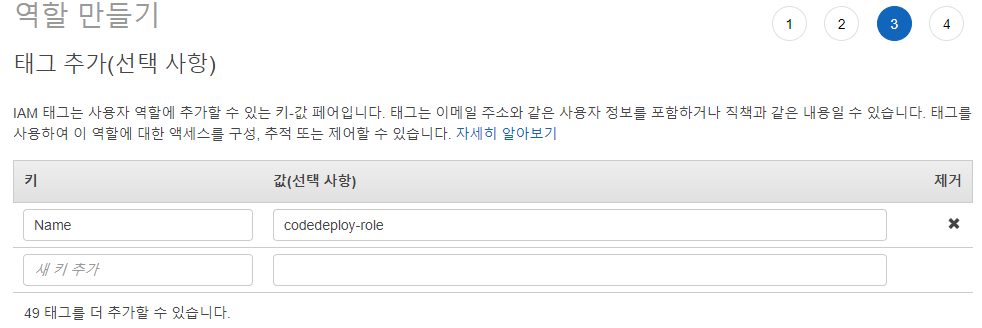 역할 만들기
1 2 3 4
태그 추가(선택 사항)
IAM 태그는 사용자 역할에 추가할 수 있는 키-값 페어입니다. 태그는 이메일 주소와 같은 사용자 정보를 포함하거나 직책과 같은 내용일 수 있습니다. 태그를
사용하여 이 역할에 대한 액세스를 구성, 추적 또는 제어할 수 있습니다. 자세히 알아보기
키 값(선택 사항) 제거
Name codedeploy-role ✖
새 키 추가
49 태그를 더 추가할 수 있습니다.